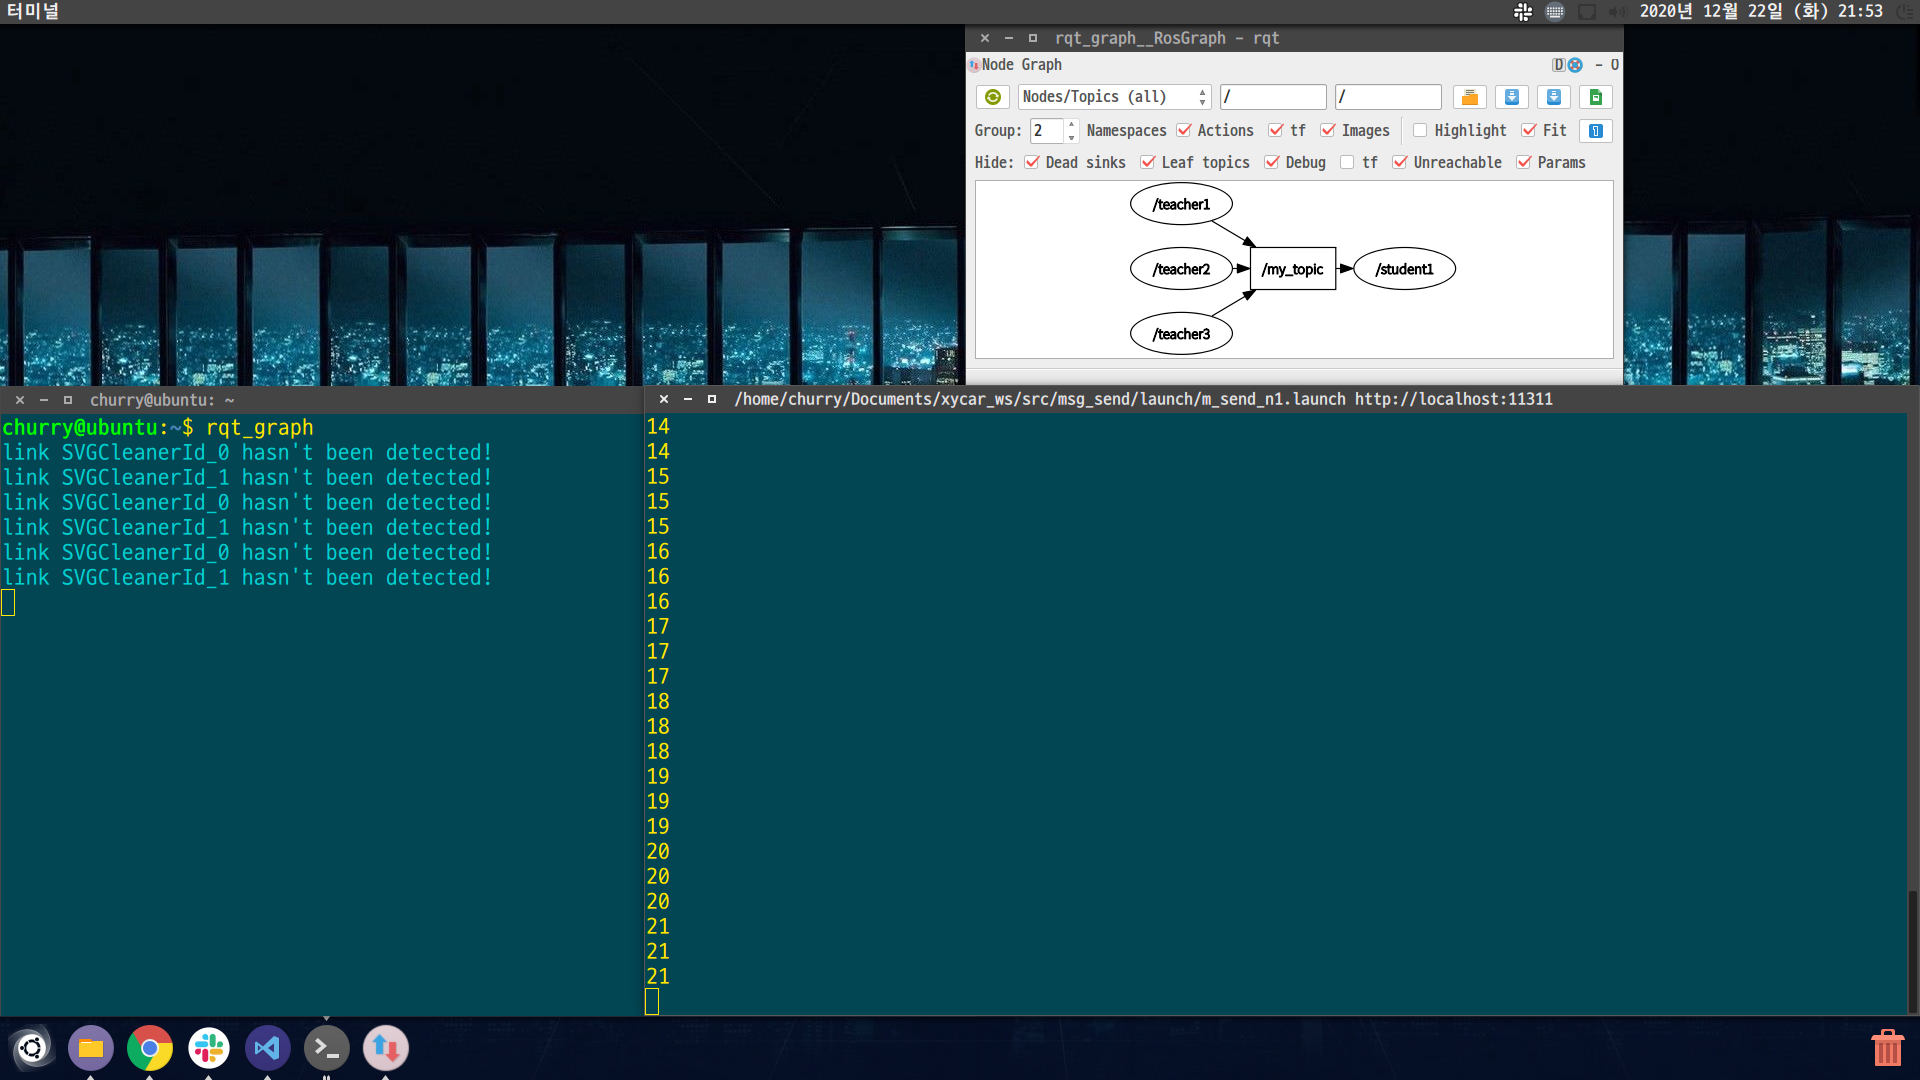 터미널
2020년 12월 22일 (화) 21:53
rqt_graph__RosGraph - rqt
Node Graph
D - O
Nodes/Topics (all) / /
Group: 2 Namespaces Actions tf Images Highlight Fit
Hide: Dead sinks Leaf topics Debug tf Unreachable Params
/teacher1
/teacher2
/my_topic
/student1
/teacher3
churry@ubuntu: ~
churry@ubuntu:~$ rqt_graph
link SVGCleanerId_0 hasn't been detected!
link SVGCleanerId_1 hasn't been detected!
link SVGCleanerId_0 hasn't been detected!
link SVGCleanerId_1 hasn't been detected!
link SVGCleanerId_0 hasn't been detected!
link SVGCleanerId_1 hasn't been detected!
/home/churry/Documents/xycar_ws/src/msg_send/launch/m_send_n1.launch http://localhost:11311
14
14
15
15
15
16
16
16
17
17
17
18
18
18
19
19
19
20
20
20
21
21
21